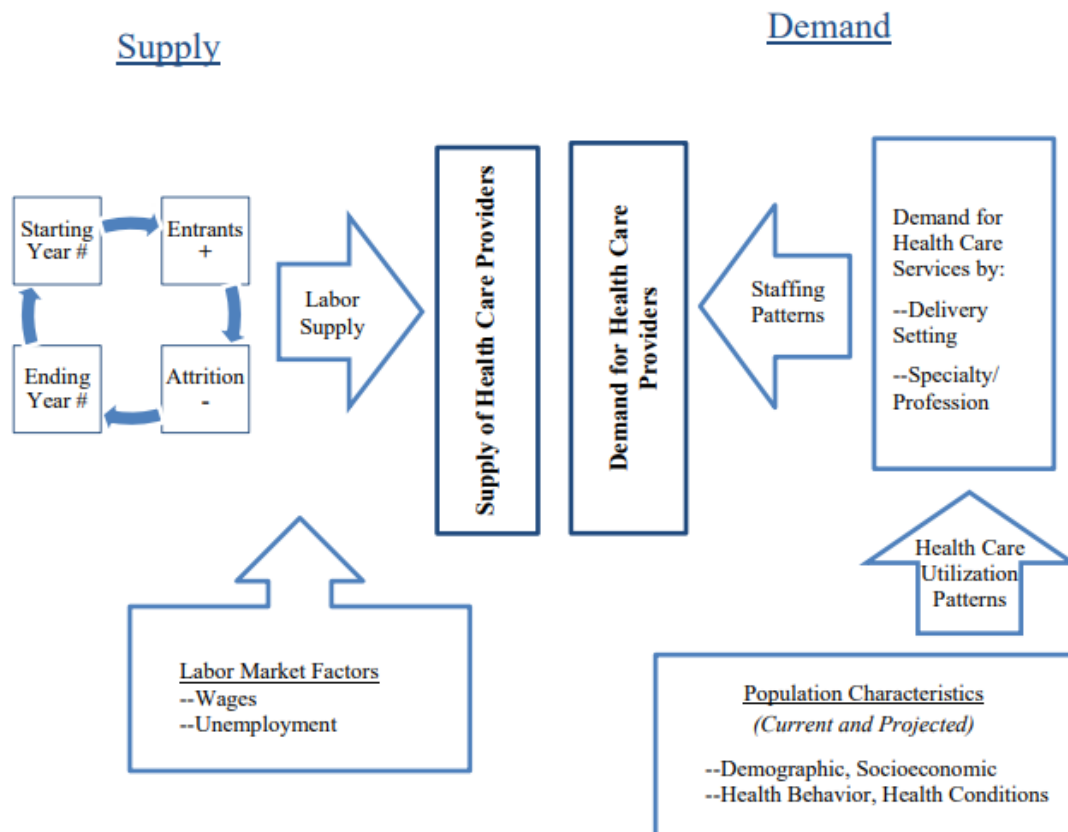 Supply
Demand
Starting
Year #
Entrants
+
Ending
Year #
Attrition
-
Labor
Supply
Supply of Health Care Providers
Demand for Health Care
Providers
Staffing
Patterns
Demand for
Health Care
Services by:
--Delivery
Setting
--Specialty/
Profession
Health Care
Utilization
Patterns
Labor Market Factors
--Wages
--Unemployment
Population Characteristics
(Current and Projected)
--Demographic, Socioeconomic
--Health Behavior, Health Conditions